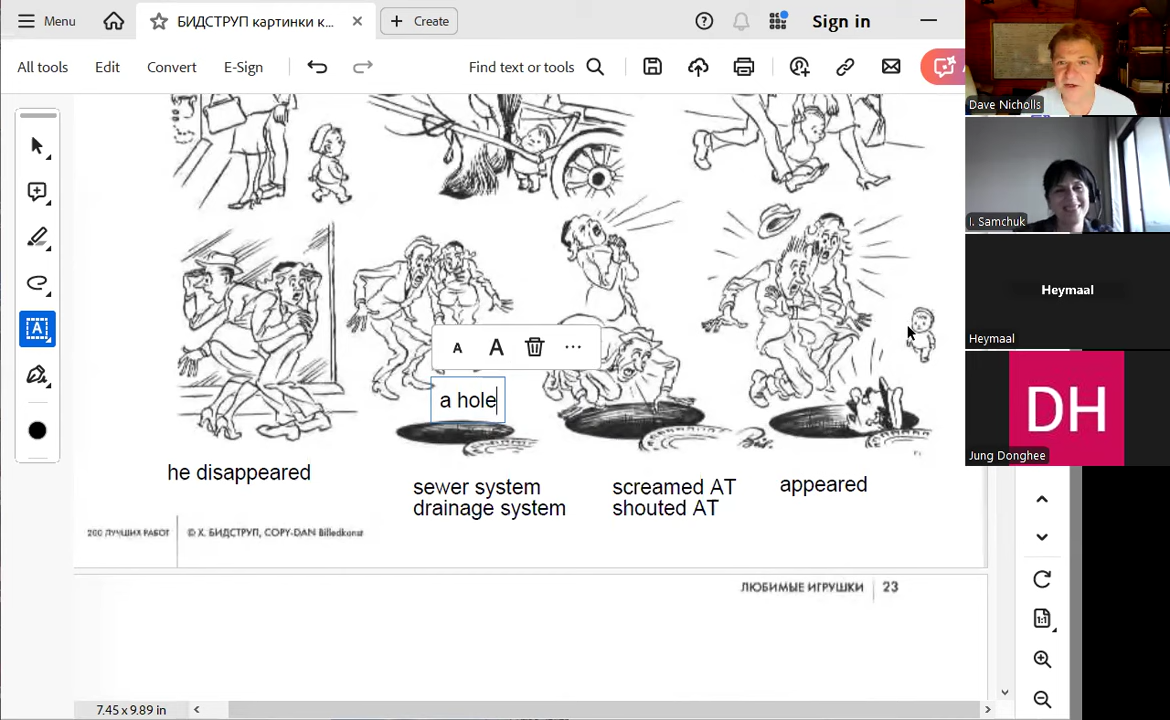 Menu
БИДСТРУП картинки к...
Create
Sign in
All tools
Edit
Convert
E-Sign
Find text or tools
Dave Nicholls
I. Samchuk
Heymaal
Heymaal
DH
Jung Donghee
A
A
A
a hole
he disappeared
sewer system
drainage system
screamed AT
shouted AT
appeared
200 ЛУЧШИХ РАБОТ
© Х. БИДСТРУП, COPY-DAN Billedkunst
ЛЮБИМЫЕ ИГРУШКИ
23
1:1
7.45 x 9.89 in